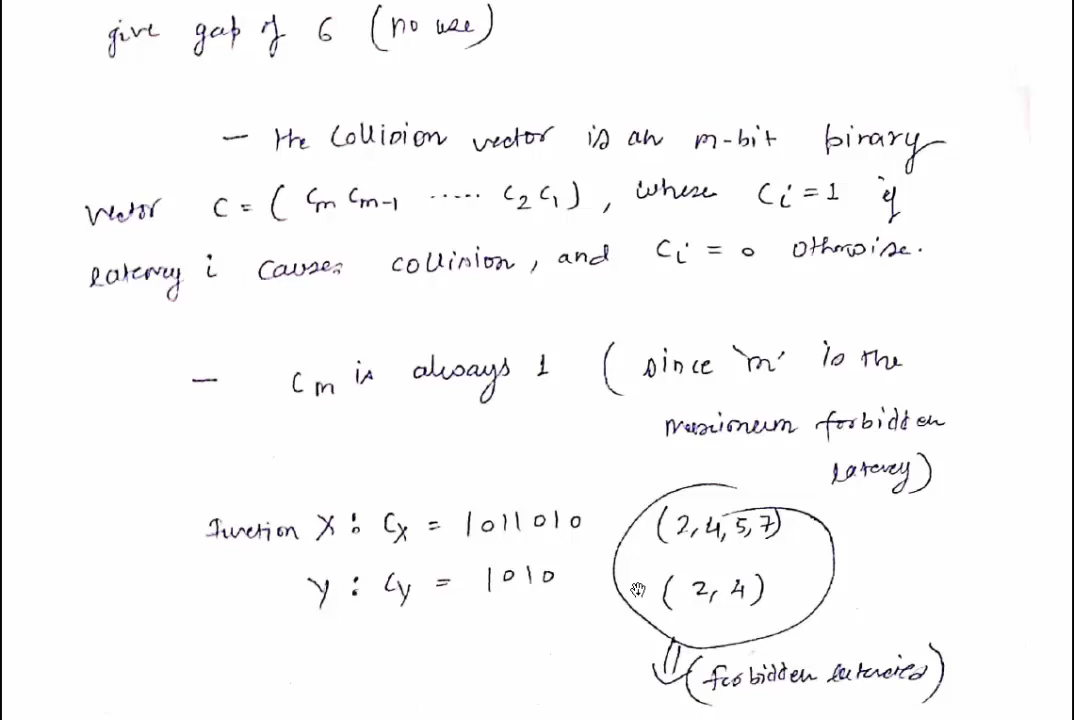 give gap of 6 (no use)
- the collision vector is an m-bit binary
vector C = ( Cm Cm-1 ..... C2 C1 ) , where Ci = 1 if
latency i causes collision, and Ci = 0 otherwise.
- Cm is always 1 ( since 'm' is the
maximum forbidden
latency)
Function X : Cx = 1011010 (2, 4, 5, 7)
Y : Cy = 1010 ( 2, 4 )
(forbidden latencies)